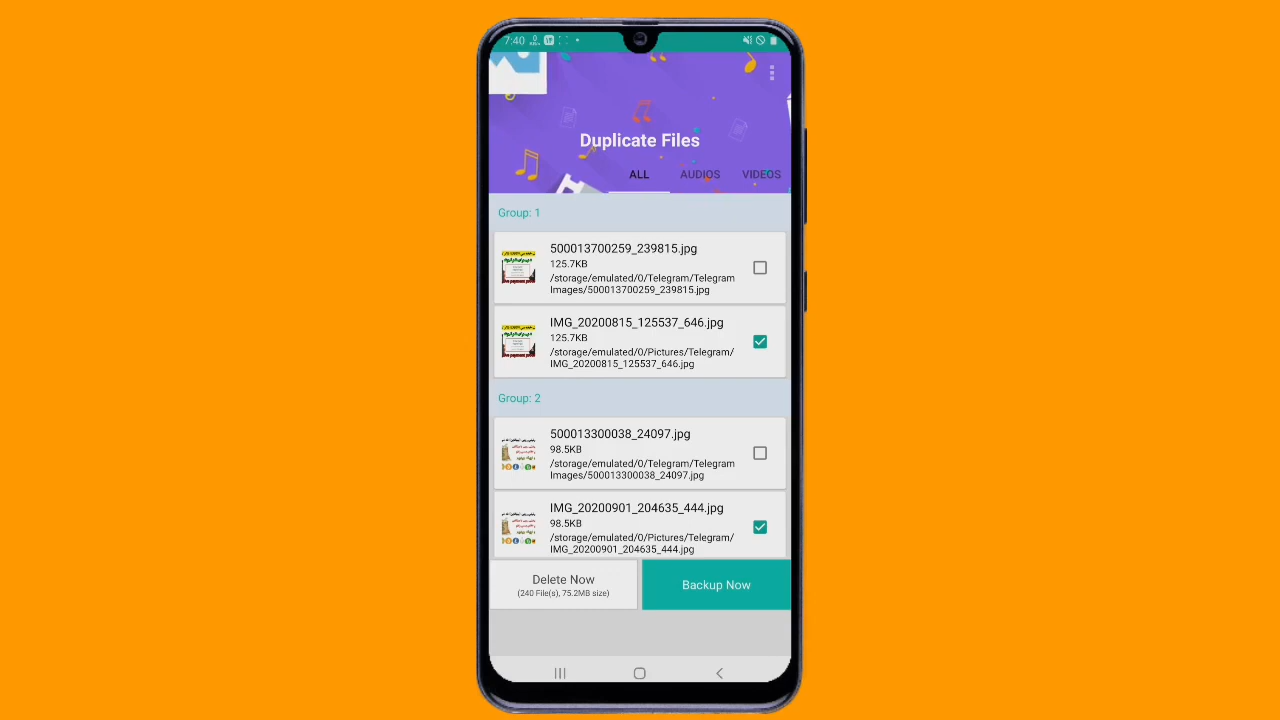 7:40
Duplicate Files
ALL AUDIOS VIDEOS
Group: 1
500013700259_239815.jpg
125.7KB
/storage/emulated/0/Telegram/Telegram
Images/500013700259_239815.jpg
IMG_20200815_125537_646.jpg
125.7KB
/storage/emulated/0/Pictures/Telegram/
IMG_20200815_125537_646.jpg
Group: 2
500013300038_24097.jpg
98.5KB
/storage/emulated/0/Telegram/Telegram
Images/500013300038_24097.jpg
IMG_20200901_204635_444.jpg
98.5KB
/storage/emulated/0/Pictures/Telegram/
IMG_20200901_204635_444.jpg
Delete Now
(240 File(s), 75.2MB size)
Backup Now